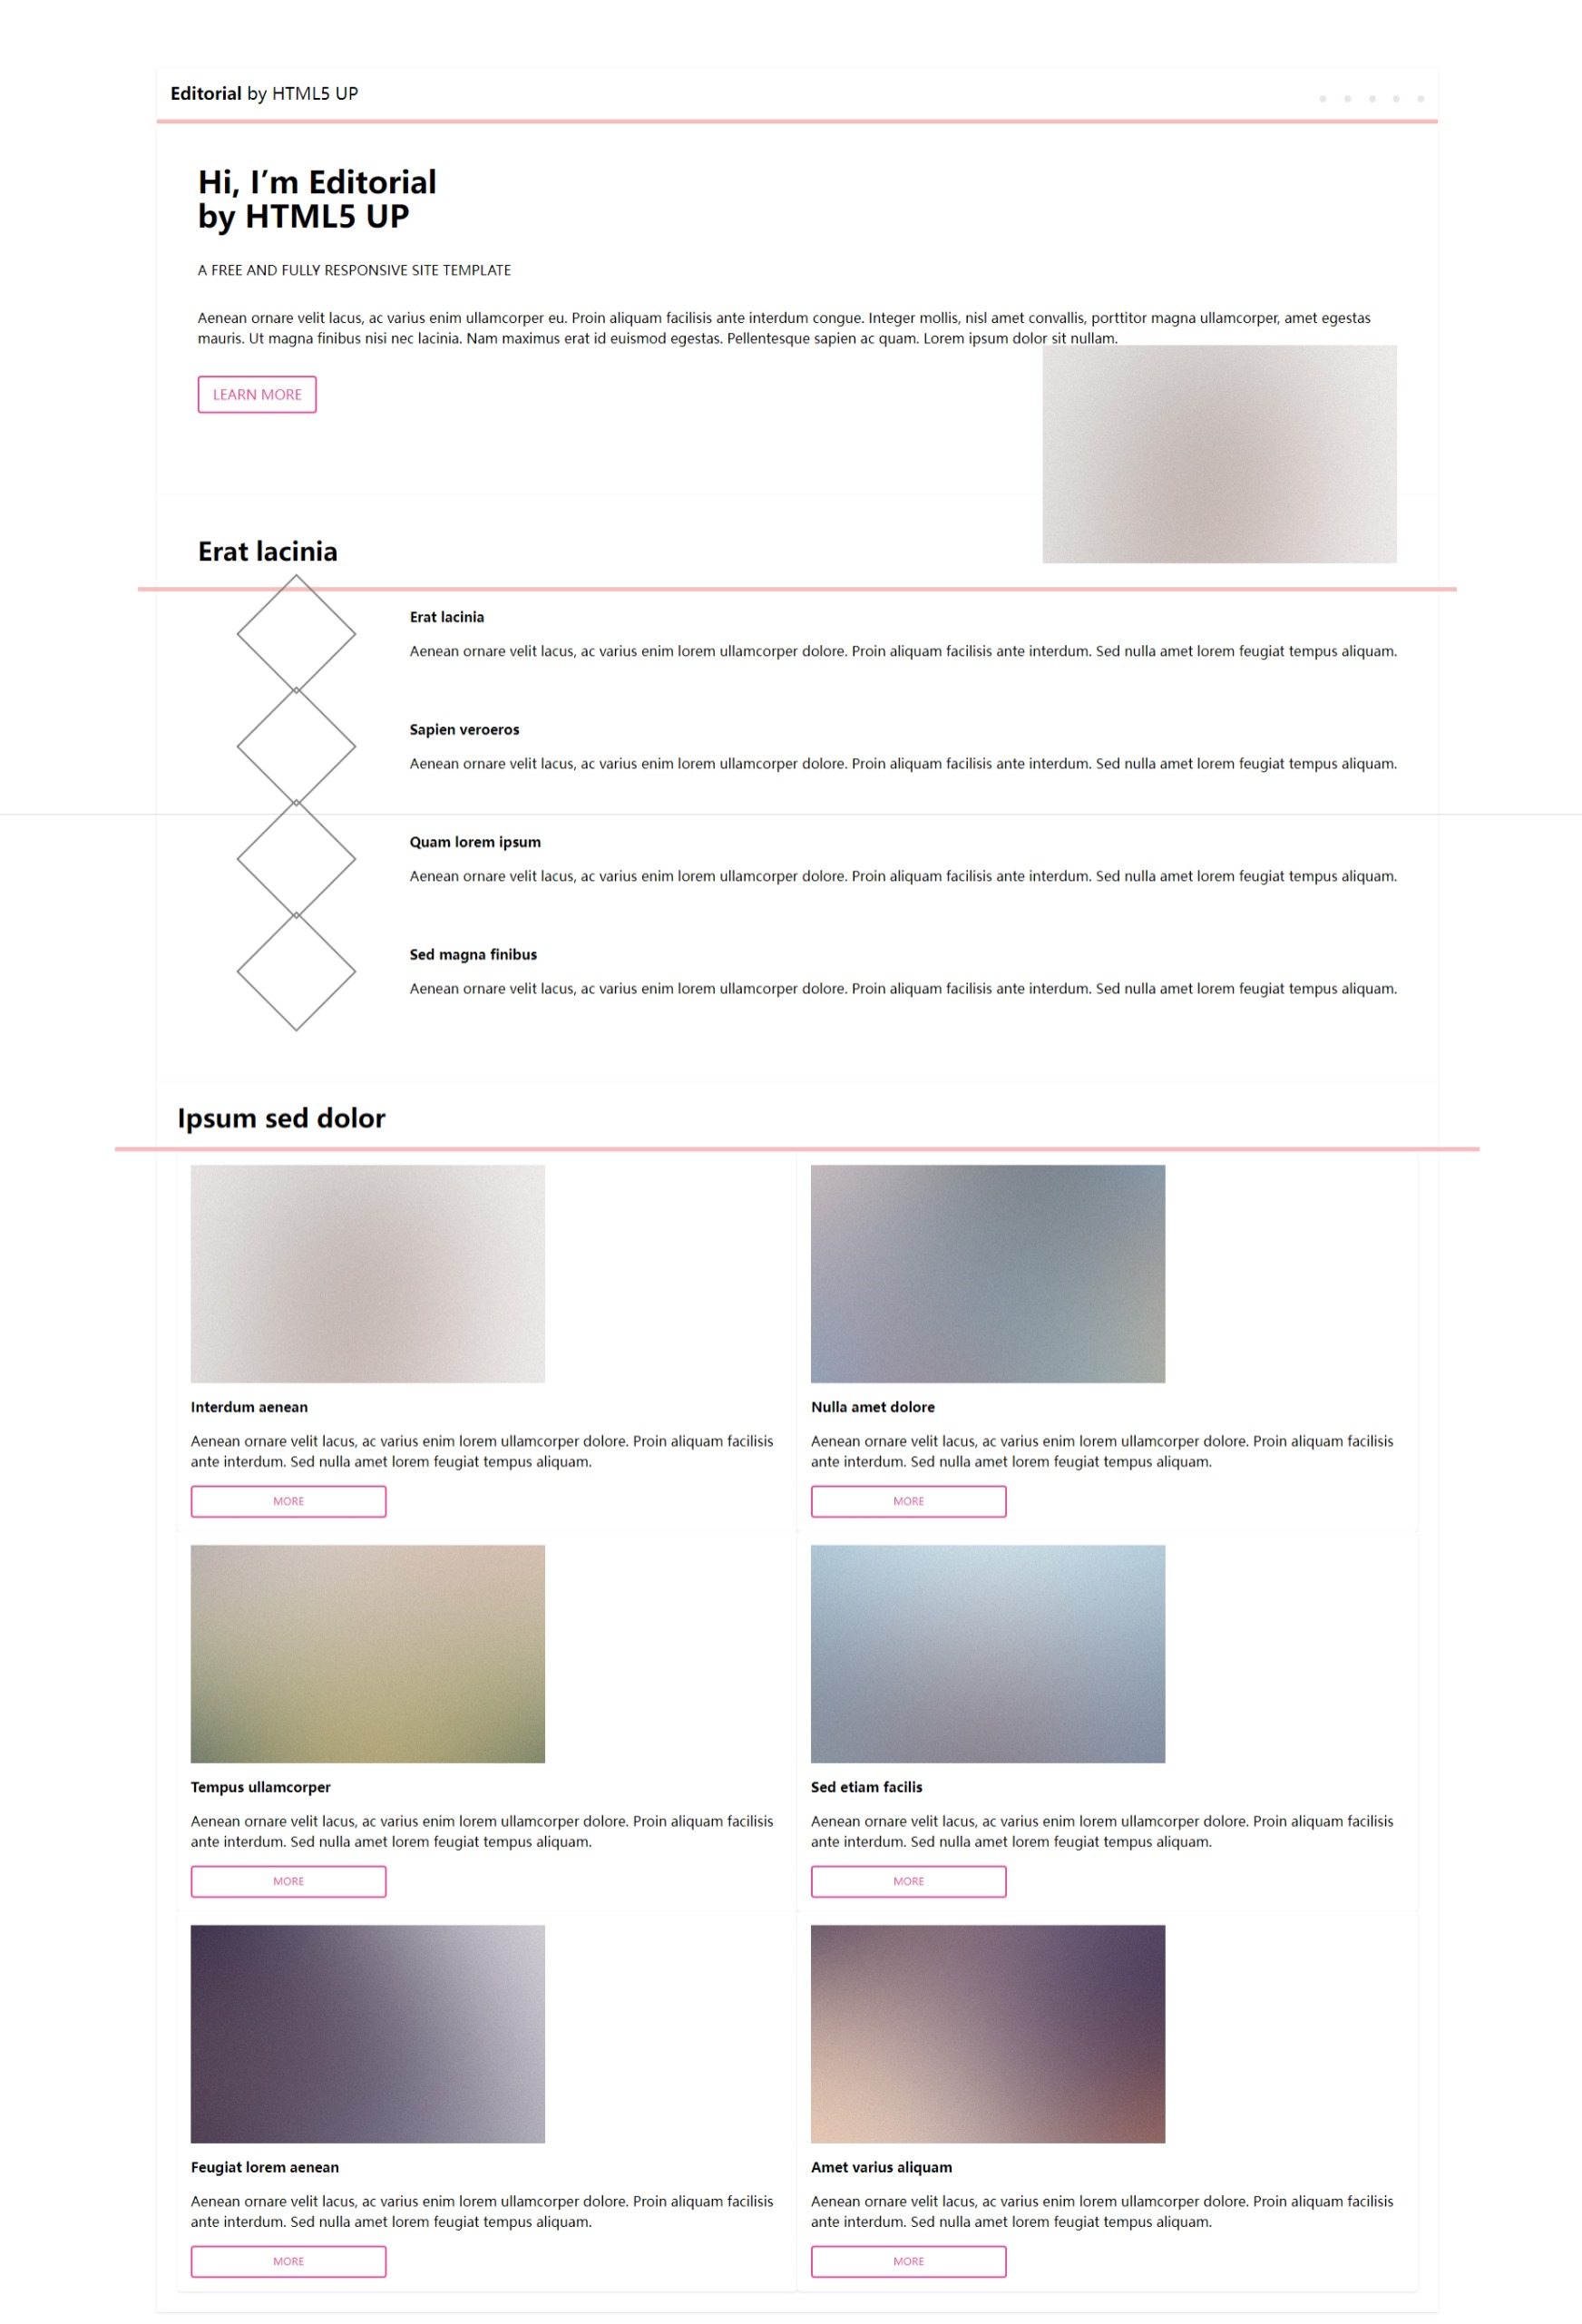 Editorial by HTML5 UP
Hi, I’m Editorial
by HTML5 UP
A FREE AND FULLY RESPONSIVE SITE TEMPLATE
Aenean ornare velit lacus, ac varius enim ullamcorper eu. Proin aliquam facilisis ante interdum congue. Integer mollis, nisl amet convallis, porttitor magna ullamcorper, amet egestas
mauris. Ut magna finibus nisi nec lacinia. Nam maximus erat id euismod egestas. Pellentesque sapien ac quam. Lorem ipsum dolor sit nullam.
LEARN MORE
Erat lacinia
Erat lacinia
Aenean ornare velit lacus, ac varius enim lorem ullamcorper dolore. Proin aliquam facilisis ante interdum. Sed nulla amet lorem feugiat tempus aliquam.
Sapien veroeros
Aenean ornare velit lacus, ac varius enim lorem ullamcorper dolore. Proin aliquam facilisis ante interdum. Sed nulla amet lorem feugiat tempus aliquam.
Quam lorem ipsum
Aenean ornare velit lacus, ac varius enim lorem ullamcorper dolore. Proin aliquam facilisis ante interdum. Sed nulla amet lorem feugiat tempus aliquam.
Sed magna finibus
Aenean ornare velit lacus, ac varius enim lorem ullamcorper dolore. Proin aliquam facilisis ante interdum. Sed nulla amet lorem feugiat tempus aliquam.
Ipsum sed dolor
Interdum aenean
Aenean ornare velit lacus, ac varius enim lorem ullamcorper dolore. Proin aliquam facilisis
ante interdum. Sed nulla amet lorem feugiat tempus aliquam.
MORE
Nulla amet dolore
Aenean ornare velit lacus, ac varius enim lorem ullamcorper dolore. Proin aliquam facilisis
ante interdum. Sed nulla amet lorem feugiat tempus aliquam.
MORE
Tempus ullamcorper
Aenean ornare velit lacus, ac varius enim lorem ullamcorper dolore. Proin aliquam facilisis
ante interdum. Sed nulla amet lorem feugiat tempus aliquam.
MORE
Sed etiam facilis
Aenean ornare velit lacus, ac varius enim lorem ullamcorper dolore. Proin aliquam facilisis
ante interdum. Sed nulla amet lorem feugiat tempus aliquam.
MORE
Feugiat lorem aenean
Aenean ornare velit lacus, ac varius enim lorem ullamcorper dolore. Proin aliquam facilisis
ante interdum. Sed nulla amet lorem feugiat tempus aliquam.
MORE
Amet varius aliquam
Aenean ornare velit lacus, ac varius enim lorem ullamcorper dolore. Proin aliquam facilisis
ante interdum. Sed nulla amet lorem feugiat tempus aliquam.
MORE